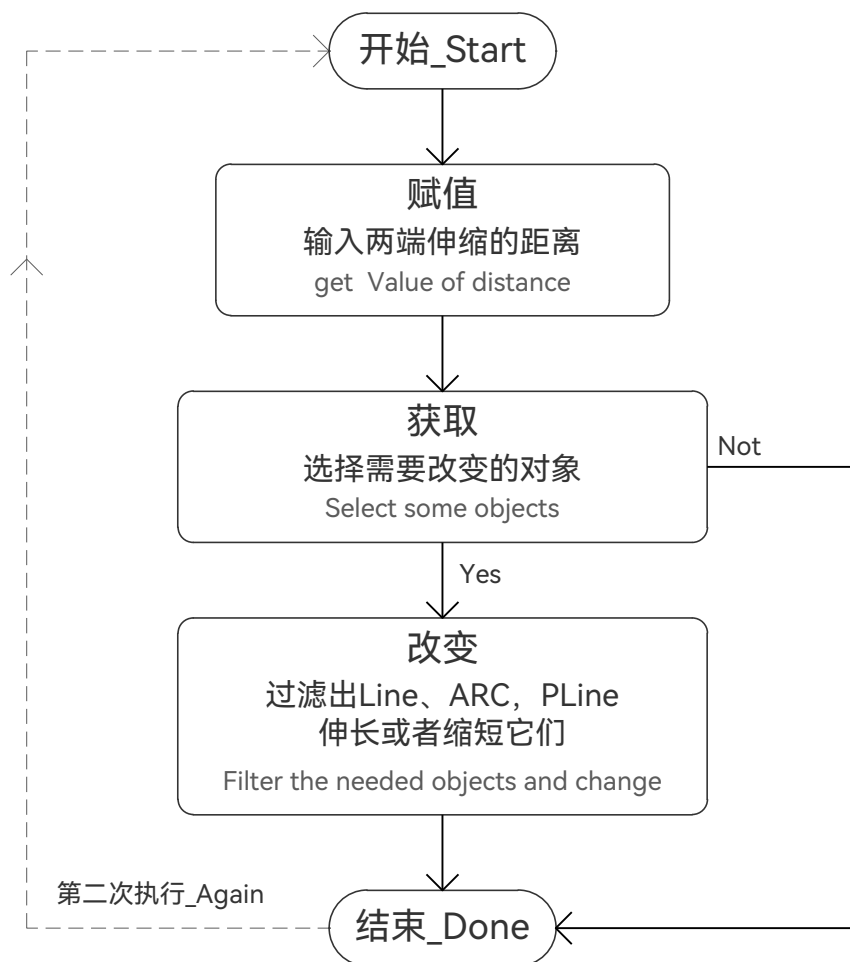 开始_Start
赋值
输入两端伸缩的距离
get Value of distance
获取
选择需要改变的对象
Select some objects
Not
Yes
改变
过滤出Line、ARC，PLine
伸长或者缩短它们
Filter the needed objects and change
第二次执行_Again
结束_Done